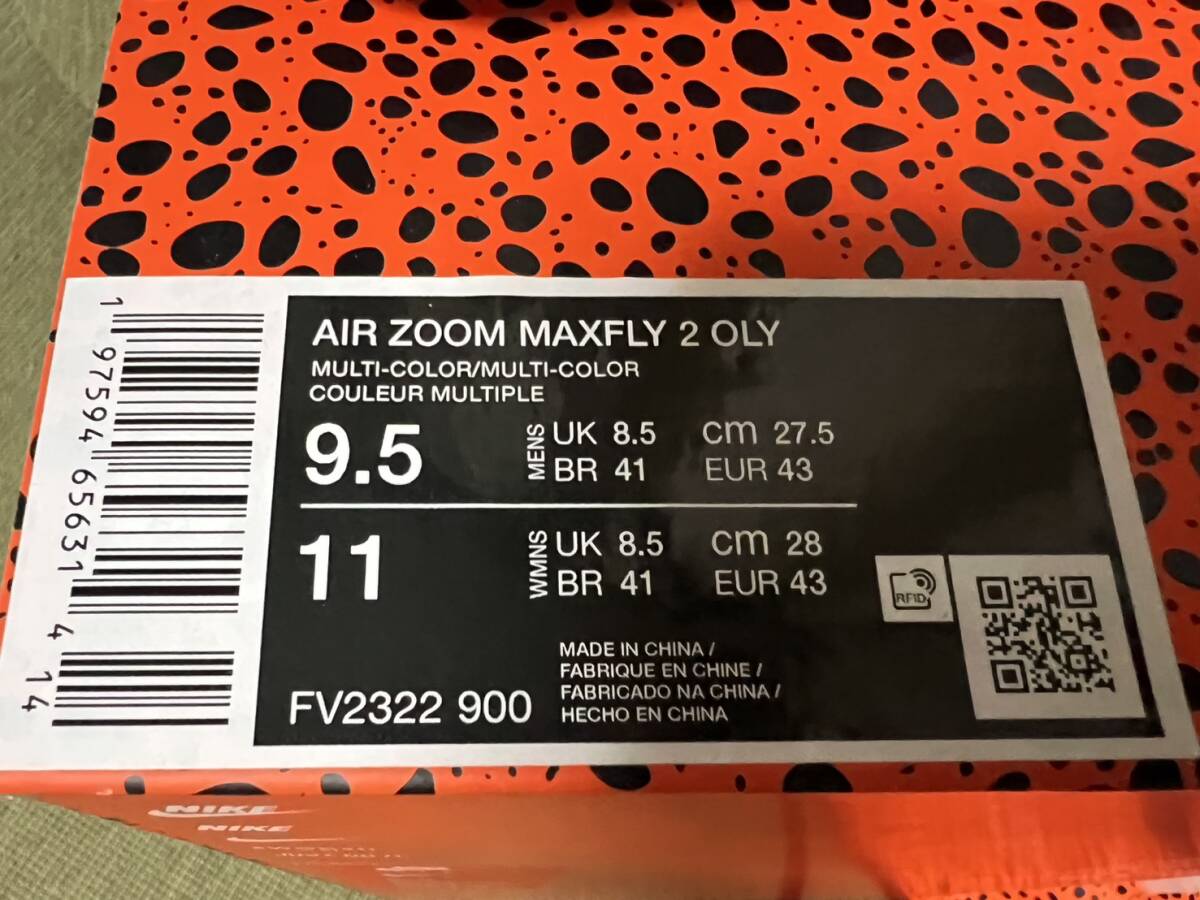 AIR ZOOM MAXFLY 2 OLY
MULTI-COLOR/MULTI-COLOR
COULEUR MULTIPLE
9.5 MENS UK 8.5 cm 27.5
BR 41 EUR 43
11 WMNS UK 8.5 cm 28
BR 41 EUR 43
RFID
MADE IN CHINA /
FABRIQUE EN CHINE /
FABRICADO NA CHINA /
HECHO EN CHINA
FV2322 900
1 97594 65631 4 14
NIKE
NIKE